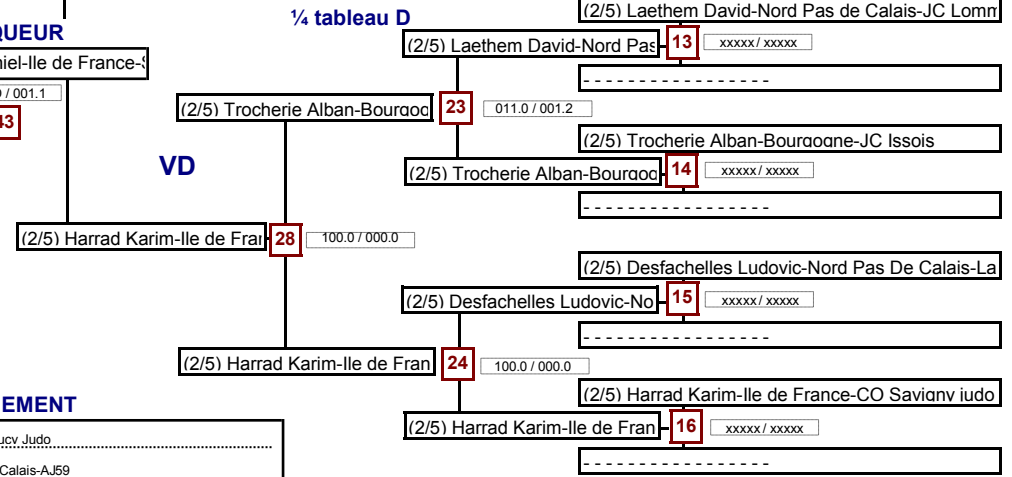 ¼ tableau D
(2/5) Laethem David-Nord Pas de Calais-JC Lomm
QUEUR
(2/5) Laethem David-Nord Pas
13
xxxxx / xxxxx
niel-Ile de France-S
- - - - - - - - - - - - - - - - -
0 / 001.1
(2/5) Trocherie Alban-Bourgog
23
011.0 / 001.2
43
(2/5) Trocherie Alban-Bourgogne-JC Issois
VD
(2/5) Trocherie Alban-Bourgog
14
xxxxx / xxxxx
- - - - - - - - - - - - - - - - -
(2/5) Harrad Karim-Ile de Fran
28
100.0 / 000.0
(2/5) Desfachelles Ludovic-Nord Pas De Calais-La
(2/5) Desfachelles Ludovic-No
15
xxxxx / xxxxx
- - - - - - - - - - - - - - - - -
(2/5) Harrad Karim-Ile de Fran
24
100.0 / 000.0
(2/5) Harrad Karim-Ile de France-CO Savigny judo
EMENT
(2/5) Harrad Karim-Ile de Fran
16
xxxxx / xxxxx
ucy Judo
- - - - - - - - - - - - - - - - -
Calais-AJ59